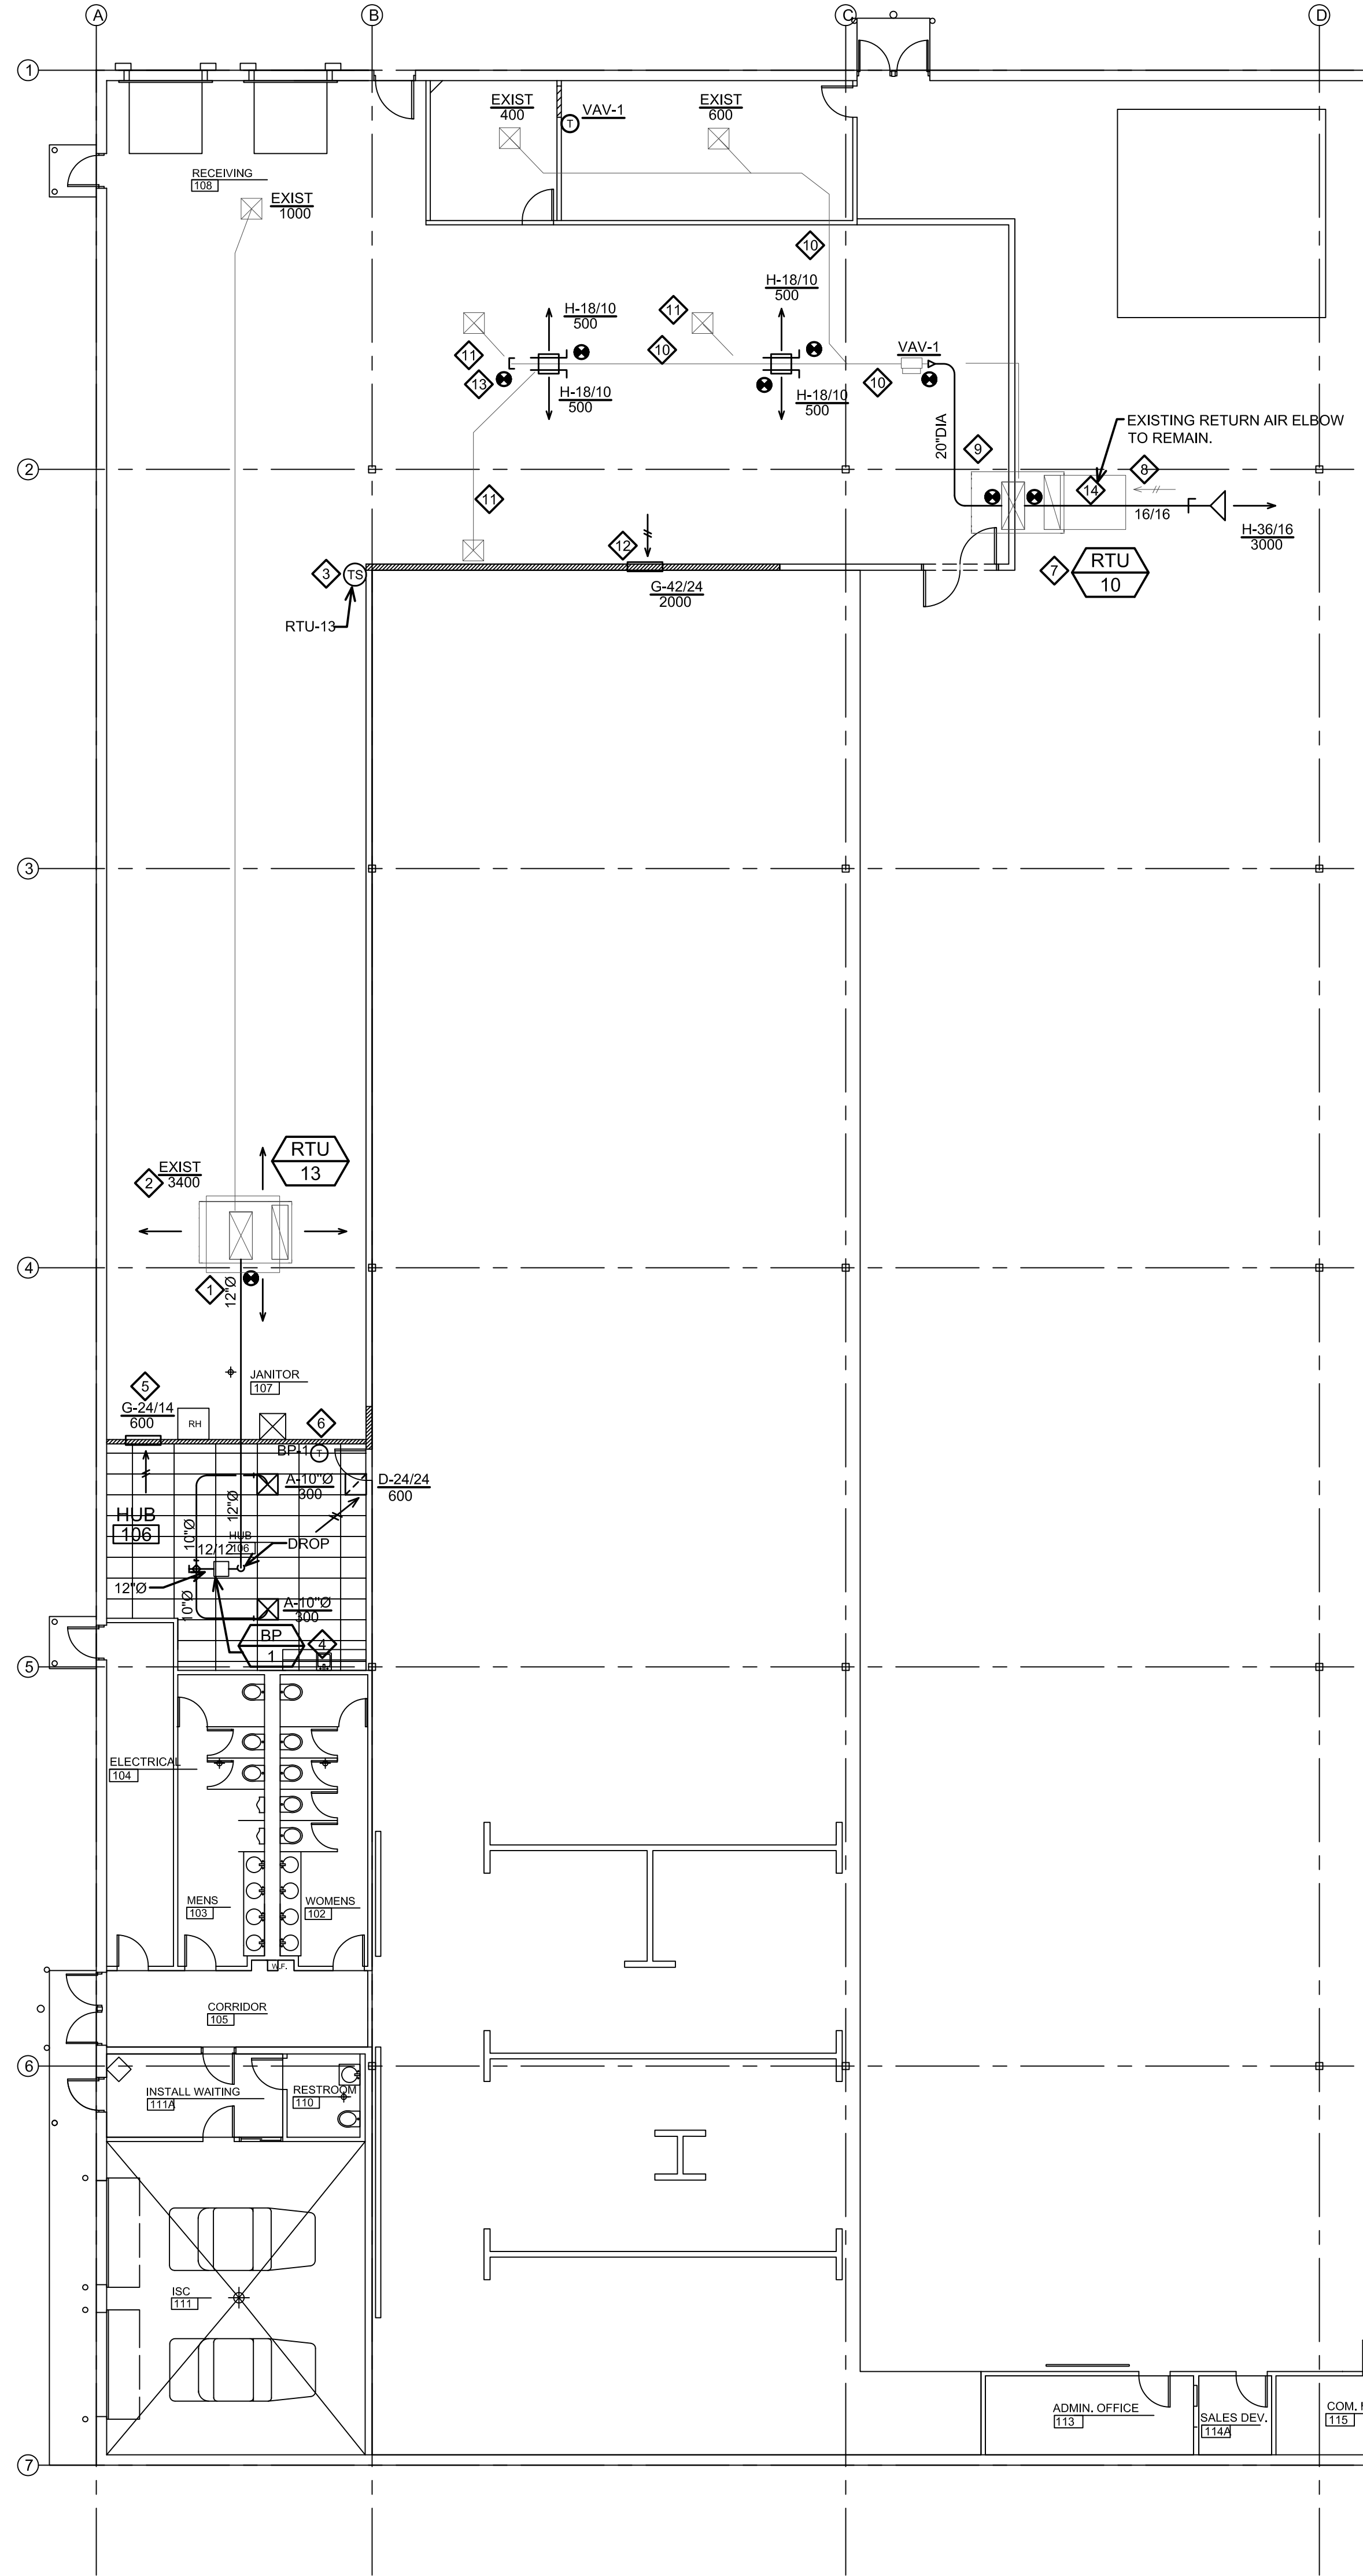 A
B
C
D
1
EXIST
400
VAV-1
T
EXIST
600
RECEIVING
108
EXIST
1000
10
H-18/10
500
H-18/10
500
11
11
10
VAV-1
13
10
H-18/10
500
H-18/10
500
20"DIA
EXISTING RETURN AIR ELBOW
TO REMAIN.
2
9
8
14
11
16/16
H-36/16
3000
12
3
TS
7
RTU
10
G-42/24
2000
RTU-13
3
RTU
13
2
EXIST
3400
4
1
12"Ø
JANITOR
107
5
G-24/14
600
RH
6
BP-1
T
A-10"Ø
300
D-24/24
600
12"Ø
HUB
106
10"Ø
HUB
106
12/12
DROP
12"Ø
10"Ø
A-10"Ø
300
BP
1
4
5
ELECTRICAL
104
MENS
103
WOMENS
102
W.F.
CORRIDOR
105
6
INSTALL WAITING
111A
RESTROOM
110
ISC
111
ADMIN. OFFICE
113
SALES DEV.
114A
COM.
115
7